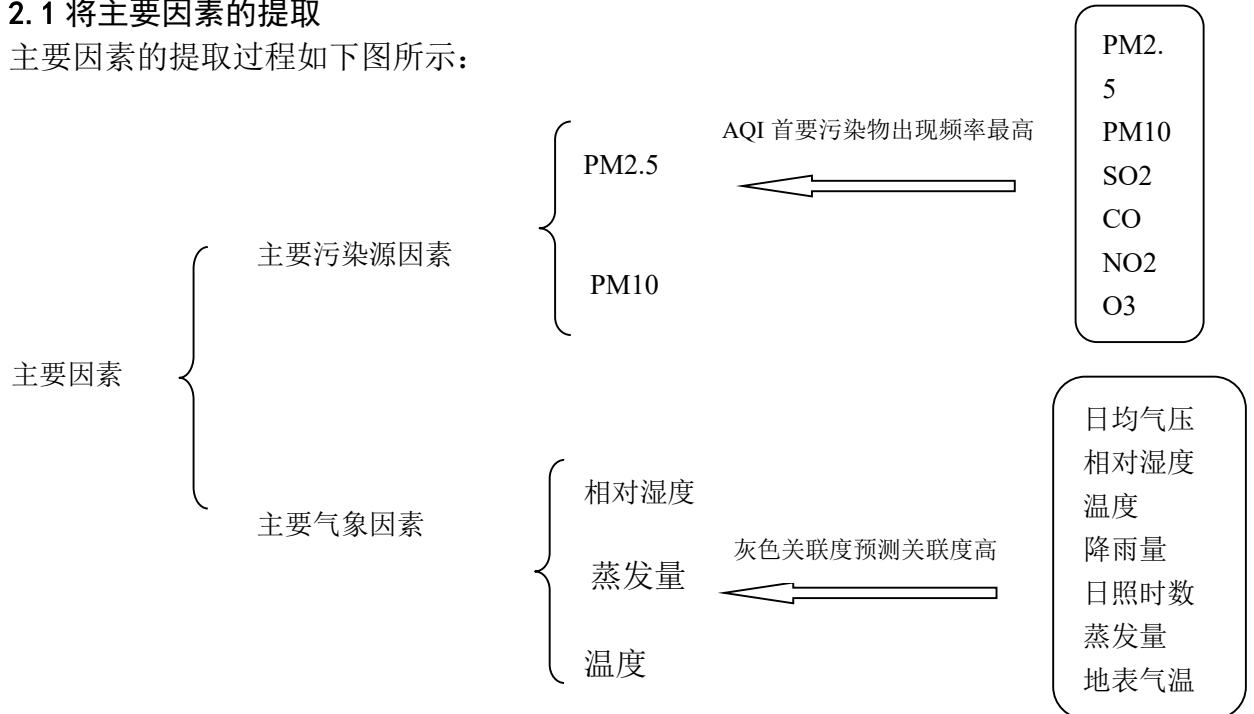 2.1 将主要因素的提取
主要因素的提取过程如下图所示：
PM2.
5
PM10
SO2
CO
NO2
O3
AQI 首要污染物出现频率最高
PM2.5
PM10
主要污染源因素
主要因素
主要气象因素
相对湿度
蒸发量
温度
灰色关联度预测关联度高
日均气压
相对湿度
温度
降雨量
日照时数
蒸发量
地表气温